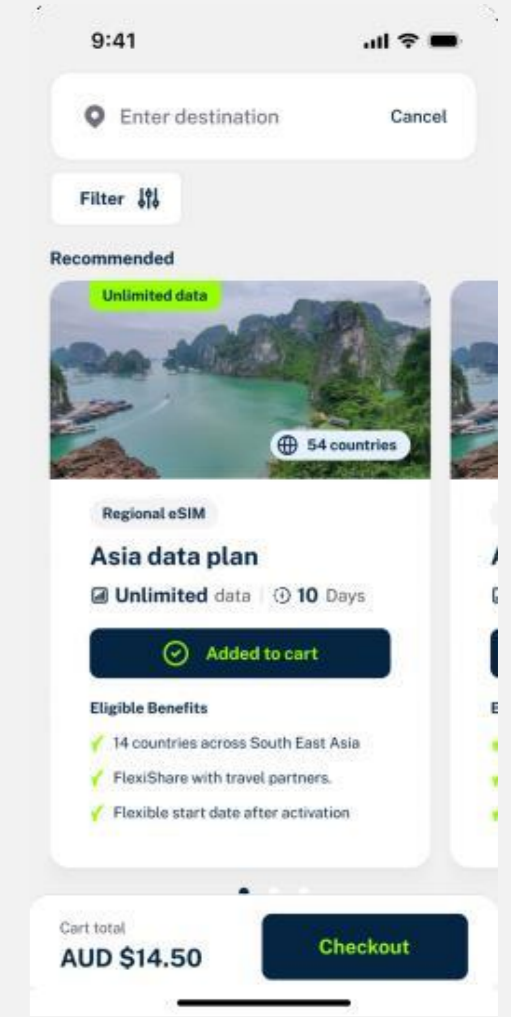 9:41
Enter destination
Cancel
Filter
Recommended
Unlimited data
54 countries
Regional eSIM
Asia data plan
Unlimited data
10 Days
Added to cart
Eligible Benefits
14 countries across South East Asia
FlexiShare with travel partners.
Flexible start date after activation
Cart total
AUD $14.50
Checkout